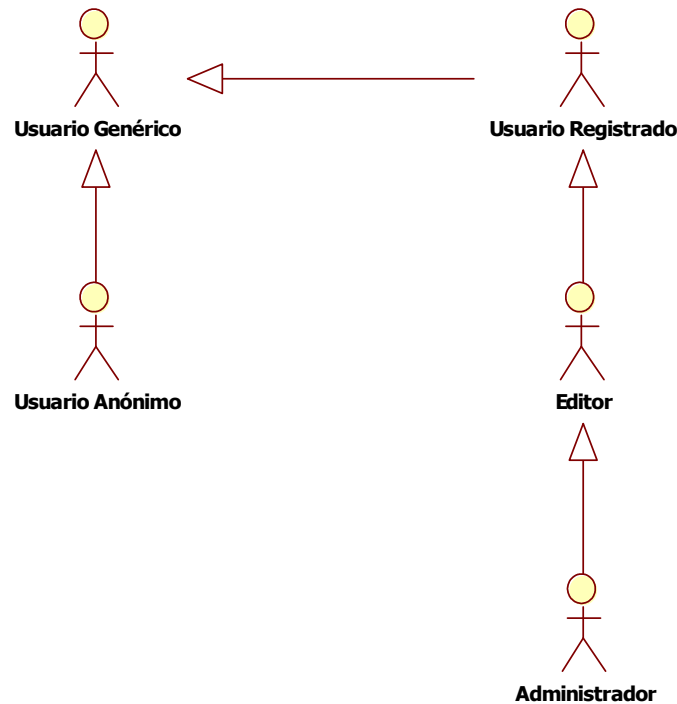 Usuario Genérico
Usuario Registrado
Usuario Anónimo
Editor
Administrador